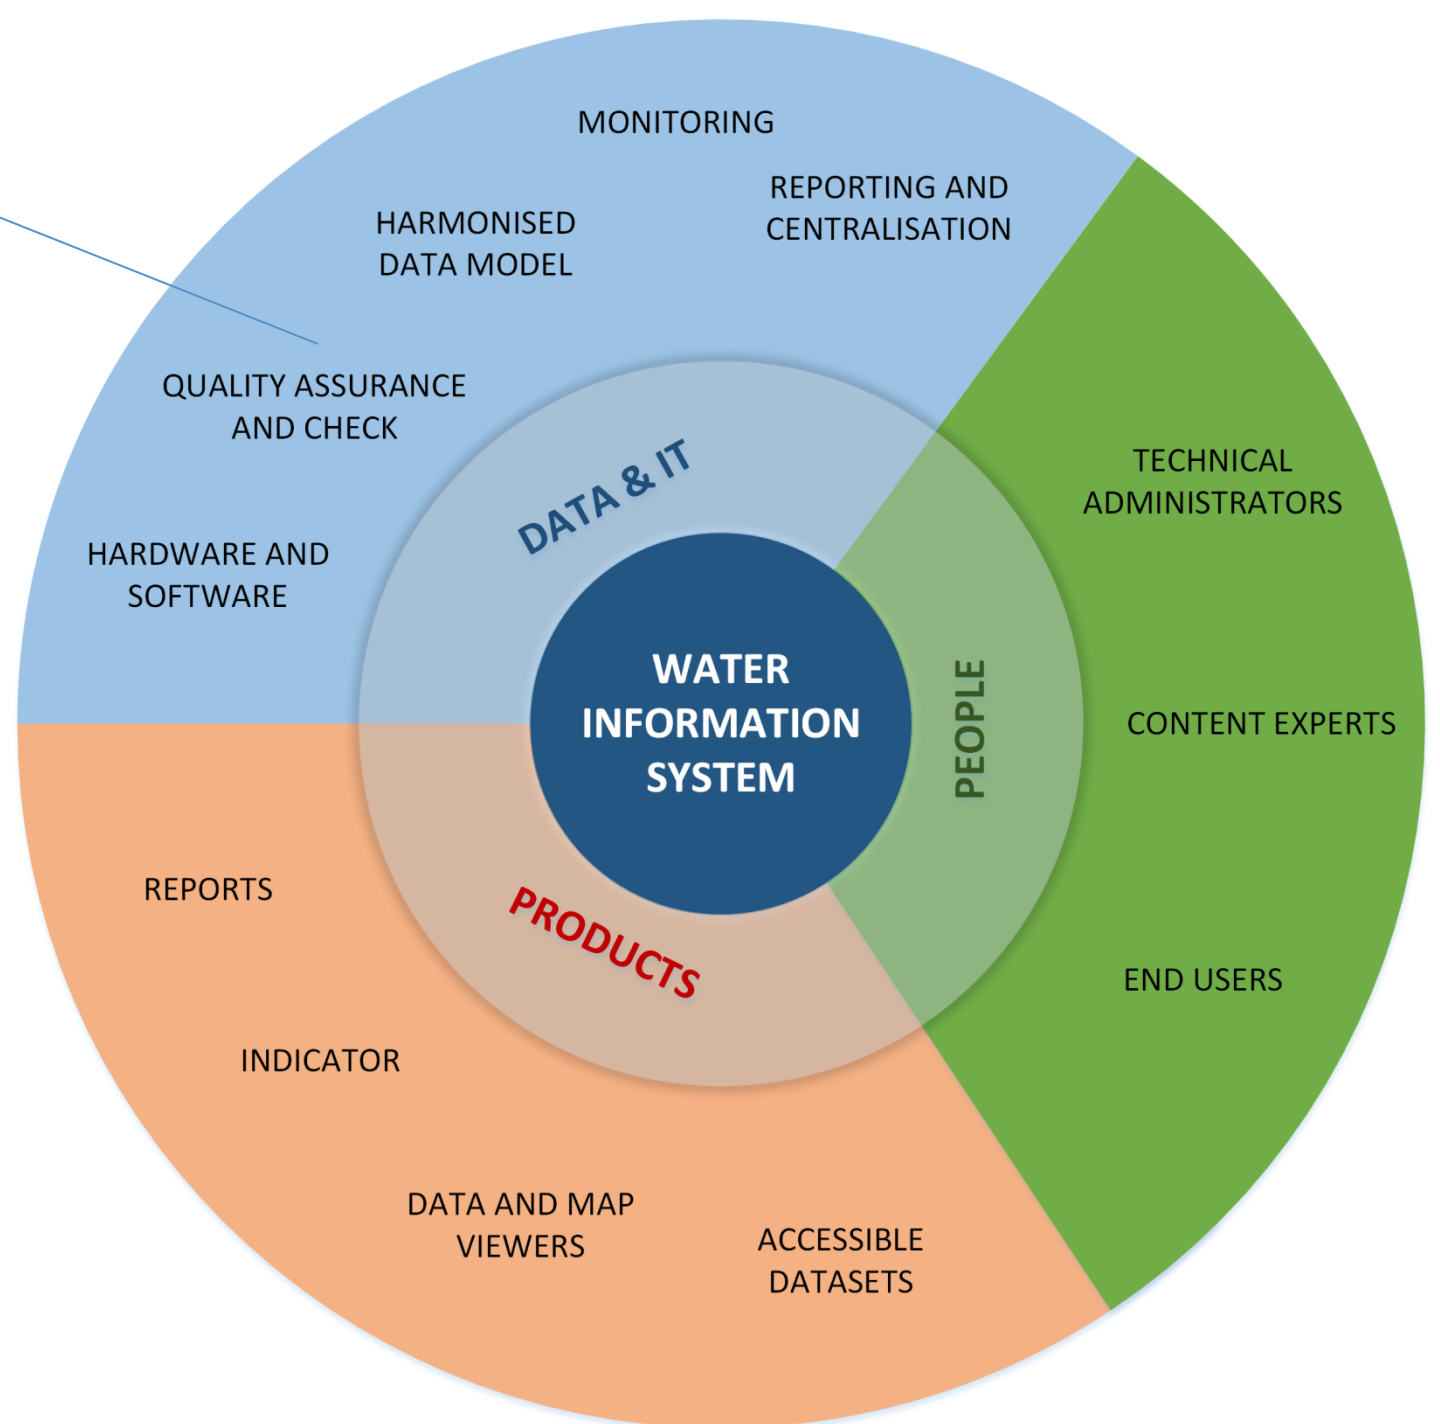 MONITORING
REPORTING AND
CENTRALISATION
HARMONISED
DATA MODEL
QUALITY ASSURANCE
AND CHECK
HARDWARE AND
SOFTWARE
DATA & IT
TECHNICAL
ADMINISTRATORS
CONTENT EXPERTS
END USERS
PEOPLE
WATER
INFORMATION
SYSTEM
PRODUCTS
REPORTS
INDICATOR
DATA AND MAP
VIEWERS
ACCESSIBLE
DATASETS